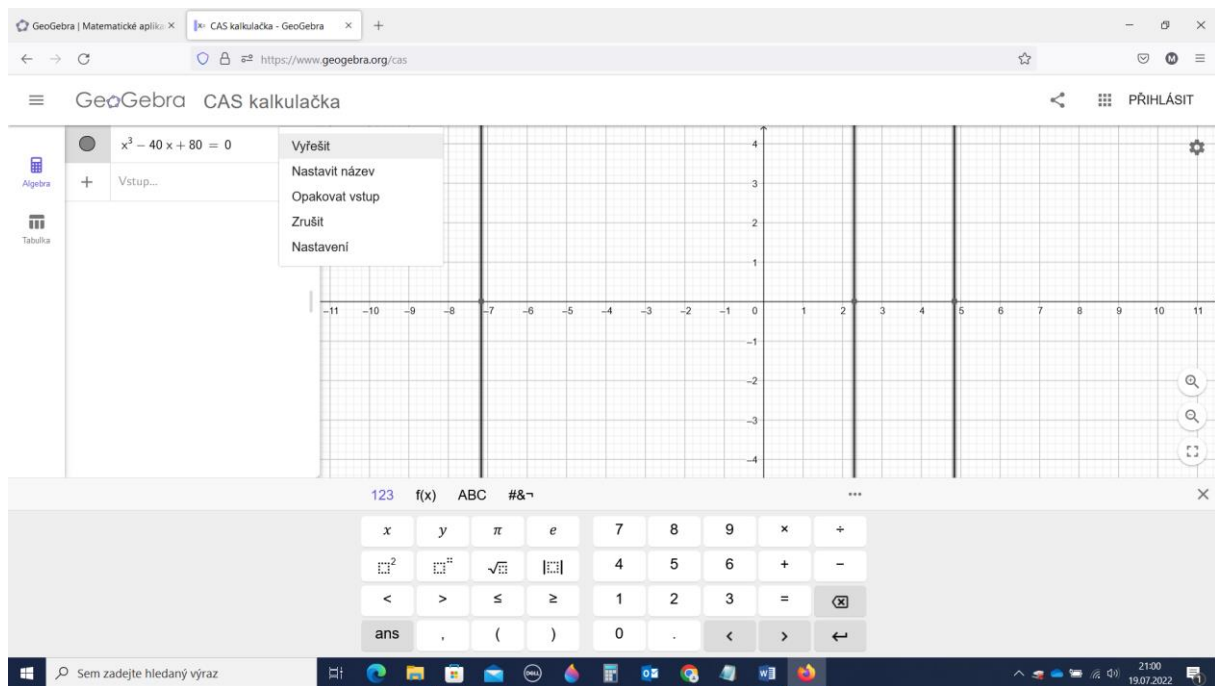 GeoGebra | Matematické aplika
CAS kalkulačka - GeoGebra
https://www.geogebra.org/cas
GeoGebra CAS kalkulačka
PŘIHLÁSIT
Algebra
Tabulka
x³ − 40 x + 80 = 0
Vstup...
Vyřešit
Nastavit název
Opakovat vstup
Zrušit
Nastavení
4
3
2
1
–11 –10 –9 –8 –7 –6 –5 –4 –3 –2 –1 0 1 2 3 4 5 6 7 8 9 10 11
–1
–2
–3
–4
123 f(x) ABC #&¬
x y π e 7 8 9 × ÷
² √ | | 4 5 6 + −
< > ≤ ≥ 1 2 3 =
ans , ( ) 0 . < >
Sem zadejte hledaný výraz
DELL
21:00
19.07.2022